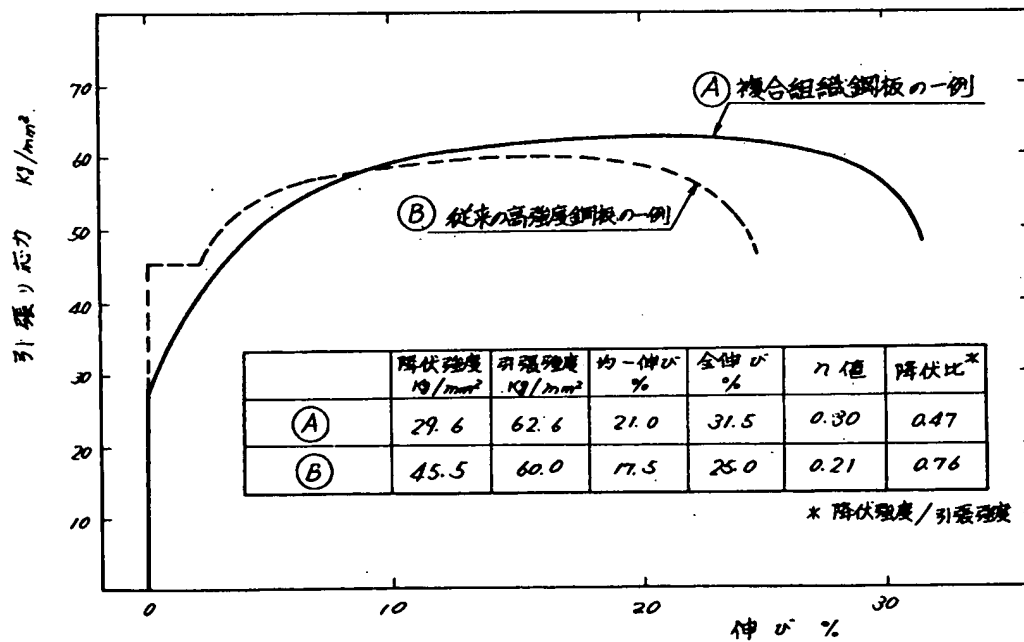 70
60
50
40
30
20
10
引張り応力 Kg/mm²
Ⓐ 複合組織鋼板の一例
Ⓑ 従来の高強度鋼板の一例
降伏強度 Kg/mm² 引張強度 Kg/mm² 均一伸び % 全伸び % n 値 降伏比*
Ⓐ 29.6 62.6 21.0 31.5 0.30 0.47
Ⓑ 45.5 60.0 17.5 25.0 0.21 0.76
* 降伏強度/引張強度
0 10 20 30
伸び %